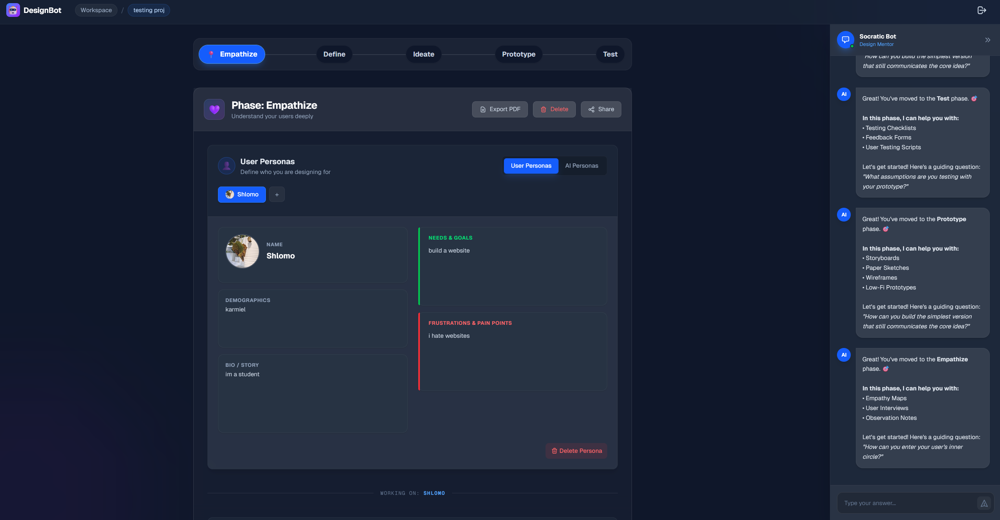 DesignBot
Workspace / testing proj
Empathize
Define
Ideate
Prototype
Test
Phase: Empathize
Understand your users deeply
Export PDF
Delete
Share
User Personas
Define who you are designing for
User Personas
AI Personas
Shlomo
+
NAME
Shlomo
DEMOGRAPHICS
karmiel
BIO / STORY
im a student
NEEDS & GOALS
build a website
FRUSTRATIONS & PAIN POINTS
i hate websites
Delete Persona
WORKING ON: SHLOMO
Socratic Bot
Design Mentor
"How can you build the simplest version
that still communicates the core idea?"
AI
Great! You've moved to the Test phase. 🎯
In this phase, I can help you with:
• Testing Checklists
• Feedback Forms
• User Testing Scripts
Let's get started! Here's a guiding question:
"What assumptions are you testing with
your prototype?"
AI
Great! You've moved to the Prototype
phase. 🎯
In this phase, I can help you with:
• Storyboards
• Paper Sketches
• Wireframes
• Low-Fi Prototypes
Let's get started! Here's a guiding question:
"How can you build the simplest version
that still communicates the core idea?"
AI
Great! You've moved to the Empathize
phase. 🎯
In this phase, I can help you with:
• Empathy Maps
• User Interviews
• Observation Notes
Let's get started! Here's a guiding question:
"How can you enter your user's inner
circle?"
Type your answer...